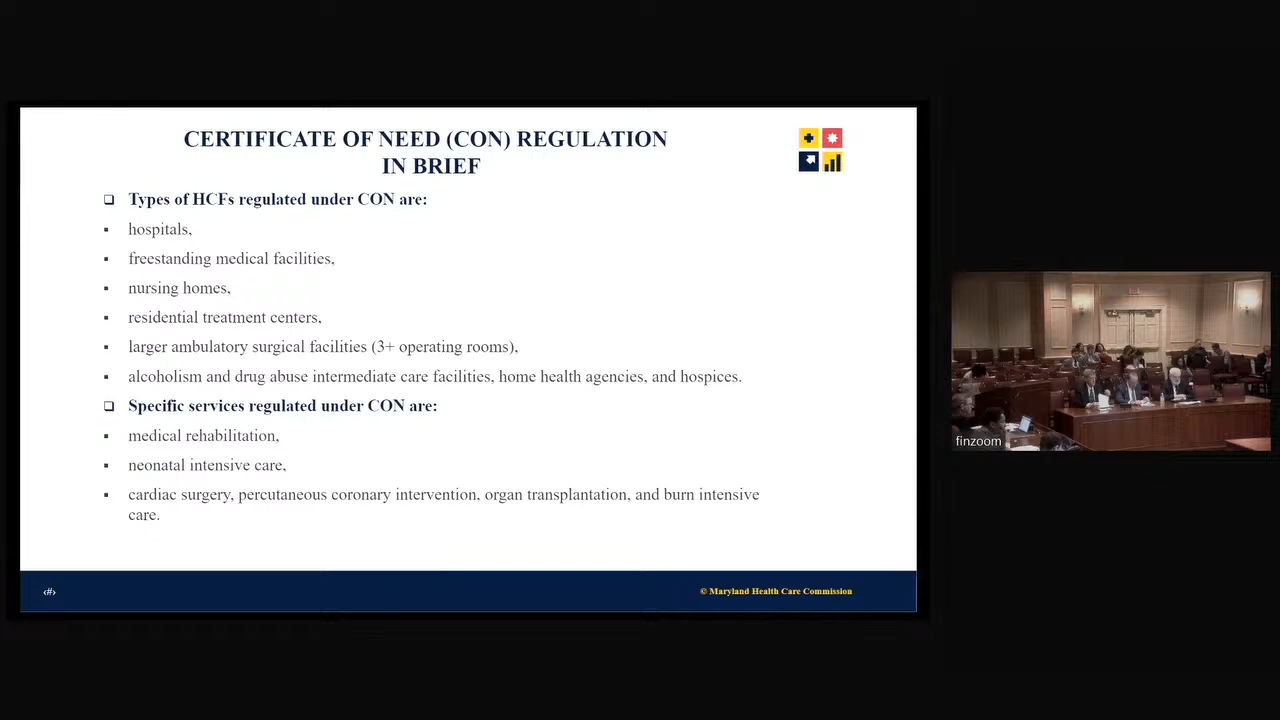 CERTIFICATE OF NEED (CON) REGULATION
IN BRIEF
❑ Types of HCFs regulated under CON are:
▪ hospitals,
▪ freestanding medical facilities,
▪ nursing homes,
▪ residential treatment centers,
▪ larger ambulatory surgical facilities (3+ operating rooms),
▪ alcoholism and drug abuse intermediate care facilities, home health agencies, and hospices.
❑ Specific services regulated under CON are:
▪ medical rehabilitation,
▪ neonatal intensive care,
▪ cardiac surgery, percutaneous coronary intervention, organ transplantation, and burn intensive
care.
‹#›
© Maryland Health Care Commission
finzoom